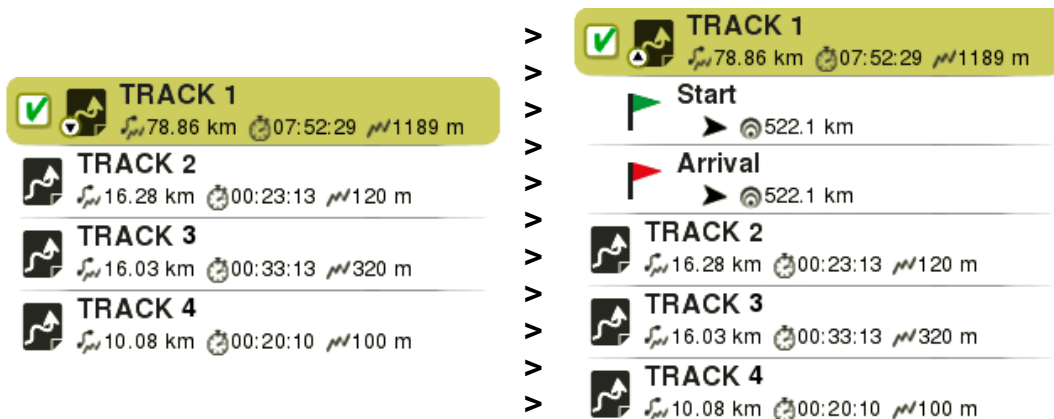 TRACK 1
78.86 km 07:52:29 1189 m
TRACK 2
16.28 km 00:23:13 120 m
TRACK 3
16.03 km 00:33:13 320 m
TRACK 4
10.08 km 00:20:10 100 m
>
>
>
>
>
>
>
>
>
>
>
TRACK 1
78.86 km 07:52:29 1189 m
Start
522.1 km
Arrival
522.1 km
TRACK 2
16.28 km 00:23:13 120 m
TRACK 3
16.03 km 00:33:13 320 m
TRACK 4
10.08 km 00:20:10 100 m